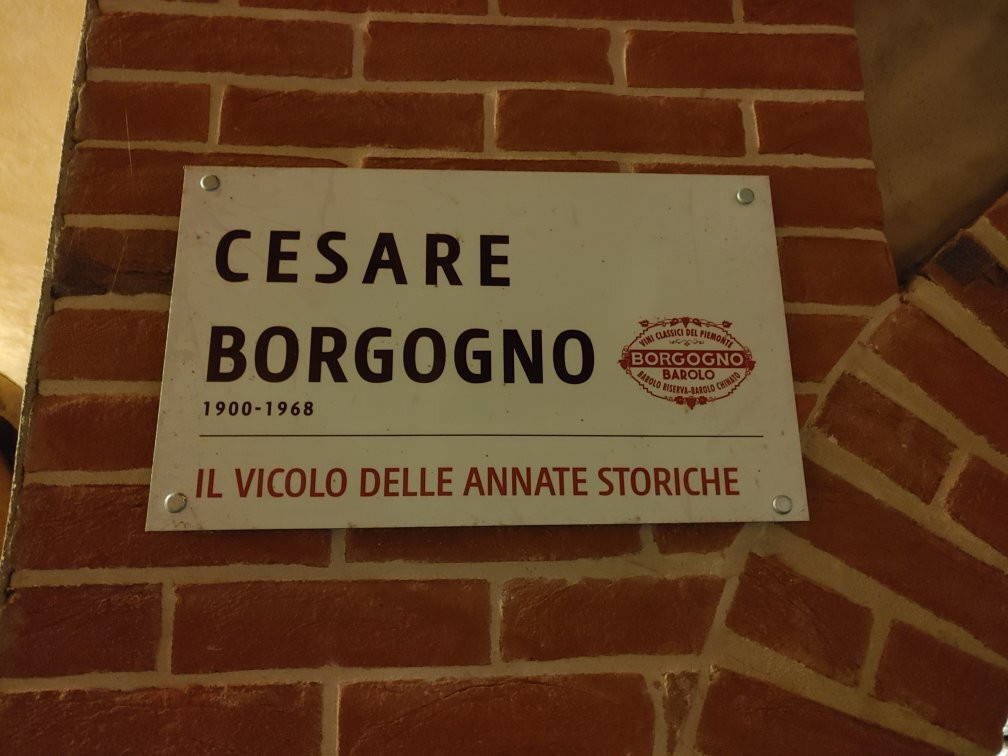 CESARE
BORGOGNO
1900-1968
VINI CLASSICI DEL PIEMONTE
BORGOGNO
BAROLO
BAROLO RISERVA-BAROLO CHINATO
IL VICOLO DELLE ANNATE STORICHE